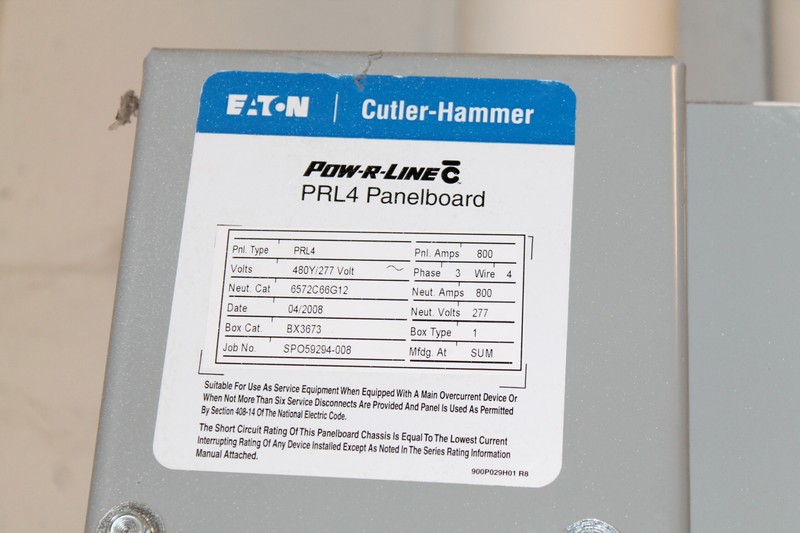 EATON | Cutler-Hammer
POW-R-LINE C
PRL4 Panelboard
Pnl. Type PRL4 Pnl. Amps 800
Volts 480Y/277 Volt ~ Phase 3 Wire 4
Neut. Cat 6572C66G12 Neut. Amps 800
Date 04/2008 Neut. Volts 277
Box Cat. BX3673 Box Type 1
Job No. SPO59294-008 Mfdg. At SUM
Suitable For Use As Service Equipment When Equipped With A Main Overcurrent Device Or
When Not More Than Six Service Disconnects Are Provided And Panel Is Used As Permitted
By Section 408-14 Of The National Electric Code.
The Short Circuit Rating Of This Panelboard Chassis Is Equal To The Lowest Current
Interrupting Rating Of Any Device Installed Except As Noted In The Series Rating Information
Manual Attached.
900P029H01 R8